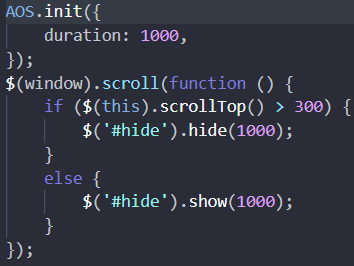 AOS.init({
    duration: 1000,
});
$(window).scroll(function () {
    if ($(this).scrollTop() > 300) {
        $('#hide').hide(1000);
    }
    else {
        $('#hide').show(1000);
    }
});